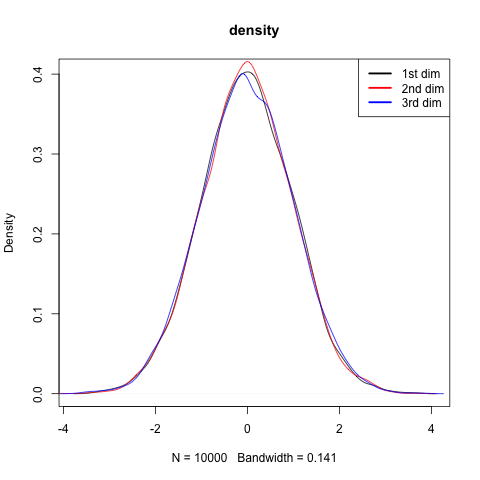 density
1st dim
2nd dim
3rd dim
Density
0.0
0.1
0.2
0.3
0.4
-4
-2
0
2
4
N = 10000 Bandwidth = 0.141